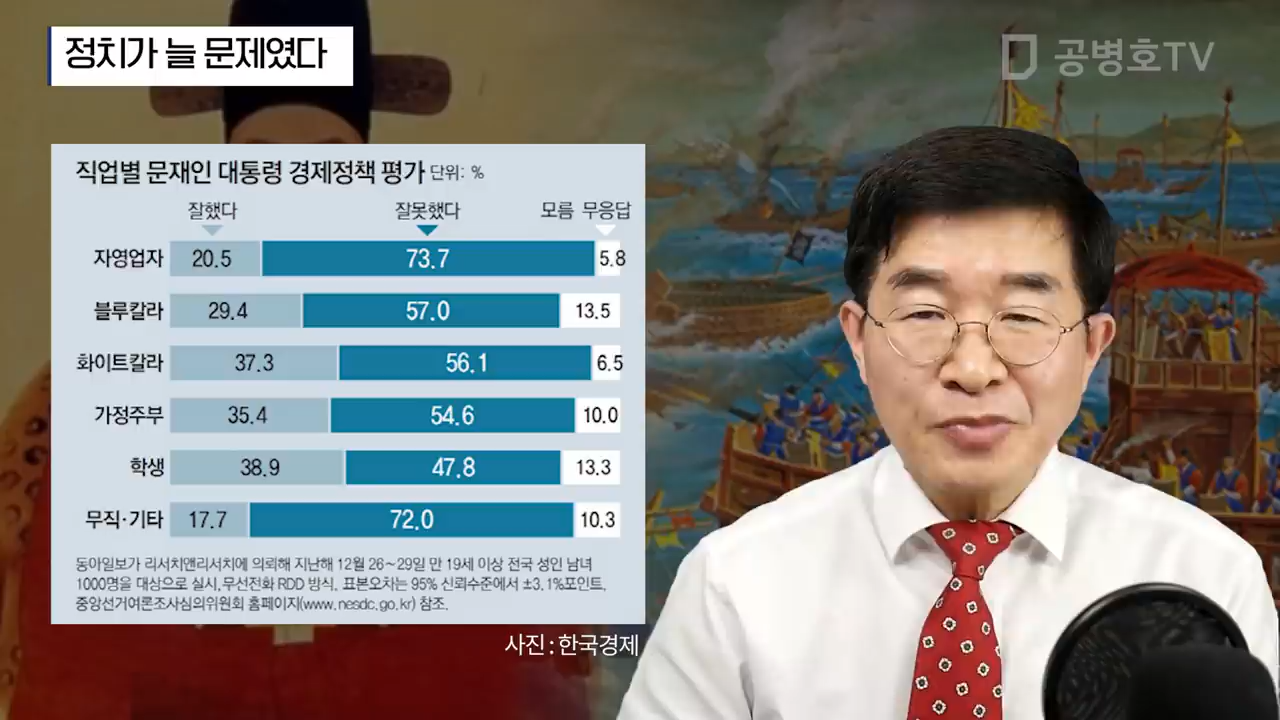 정치가 늘 문제였다
공병호TV
직업별 문재인 대통령 경제정책 평가 단위: %
잘했다 잘못했다 모름 무응답
자영업자 20.5 73.7 5.8
블루칼라 29.4 57.0 13.5
화이트칼라 37.3 56.1 6.5
가정주부 35.4 54.6 10.0
학생 38.9 47.8 13.3
무직·기타 17.7 72.0 10.3
동아일보가 리서치앤리서치에 의뢰해 지난해 12월 26~29일 만 19세 이상 전국 성인 남녀
1000명을 대상으로 실시, 무선전화 RDD 방식. 표본오차는 95% 신뢰수준에서 ±3.1%포인트.
중앙선거여론조사심의위원회 홈페이지(www.nesdc.go.kr) 참조.
사진 : 한국경제